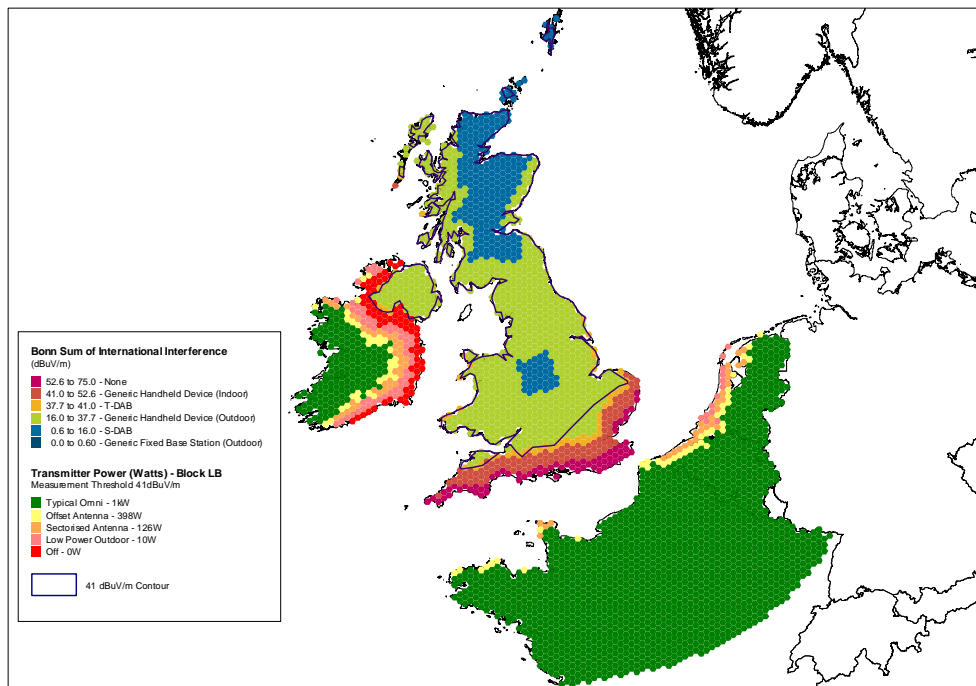 Bonn Sum of International Interference
(dBuV/m)
52.6 to 75.0 - None
41.0 to 52.6 - Generic Handheld Device (Indoor)
37.7 to 41.0 - T-DAB
16.0 to 37.7 - Generic Handheld Device (Outdoor)
0.6 to 16.0 - S-DAB
0.0 to 0.60 - Generic Fixed Base Station (Outdoor)
Transmitter Power (Watts) - Block LB
Measurement Threshold 41dBuV/m
Typical Omni - 1kW
Offset Antenna - 398W
Sectorised Antenna - 126W
Low Power Outdoor - 10W
Off - 0W
41 dBuV/m Contour